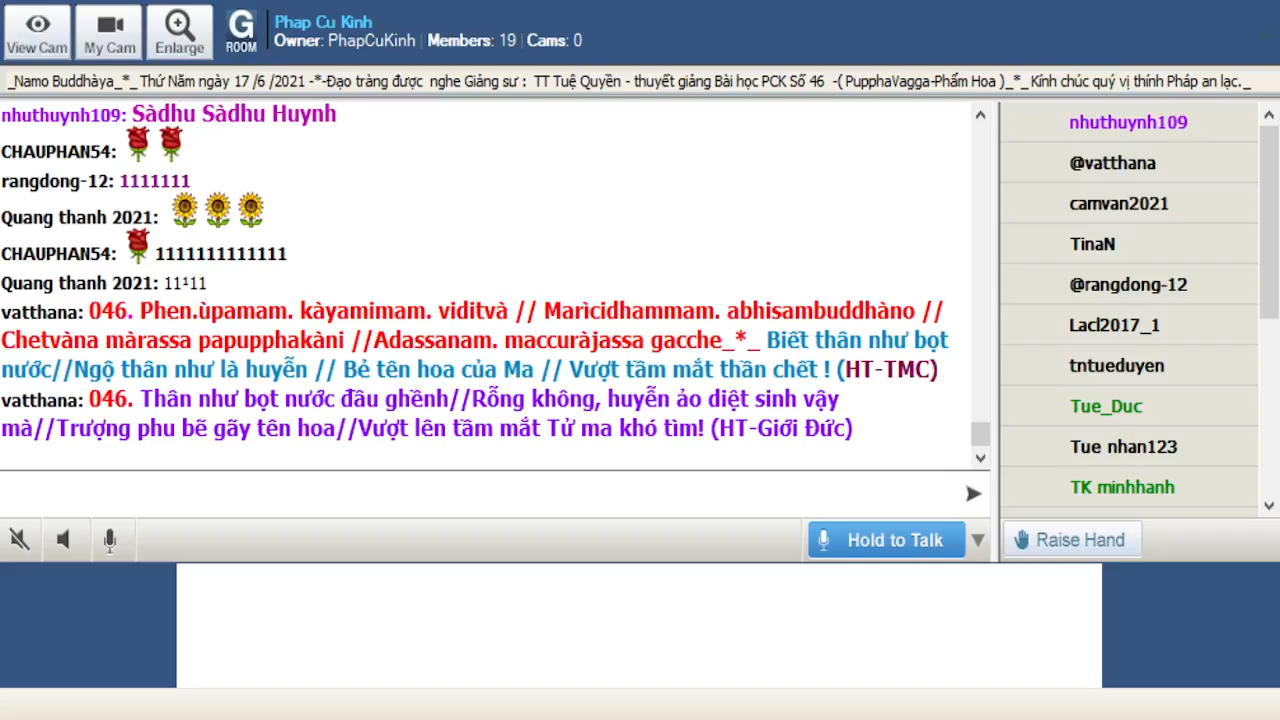 View Cam
My Cam
Enlarge
G
ROOM
Phap Cu Kinh
Owner: PhapCuKinh | Members: 19 | Cams: 0
_Namo Buddhàya_*_ Thứ Năm ngày 17 /6 /2021 -*-Đạo tràng được nghe Giảng sư : TT Tuệ Quyền - thuyết giảng Bài học PCK Số 46 -( PupphaVagga-Phẩm Hoa )_*_ Kính chúc quý vị thính Pháp an lạc._
nhuthuynh109: Sàdhu Sàdhu Huynh
CHAUPHAN54:
rangdong-12: 1111111
Quang thanh 2021:
CHAUPHAN54: 1111111111111
Quang thanh 2021: 11¹11
vatthana: 046. Phen.ùpamam. kàyamimam. viditvà // Marìcidhammam. abhisambuddhàno //
Chetvàna màrassa papupphakàni //Adassanam. maccuràjassa gacche_*_ Biết thân như bọt
nước//Ngộ thân như là huyễn // Bẻ tên hoa của Ma // Vượt tầm mắt thần chết ! (HT-TMC)
vatthana: 046. Thân như bọt nước đầu ghềnh//Rỗng không, huyễn ảo diệt sinh vậy
mà//Trượng phu bẽ gãy tên hoa//Vượt lên tầm mắt Tử ma khó tìm! (HT-Giới Đức)
nhuthuynh109
@vatthana
camvan2021
TinaN
@rangdong-12
Lacl2017_1
tntueduyen
Tue_Duc
Tue nhan123
TK minhhanh
Hold to Talk
Raise Hand